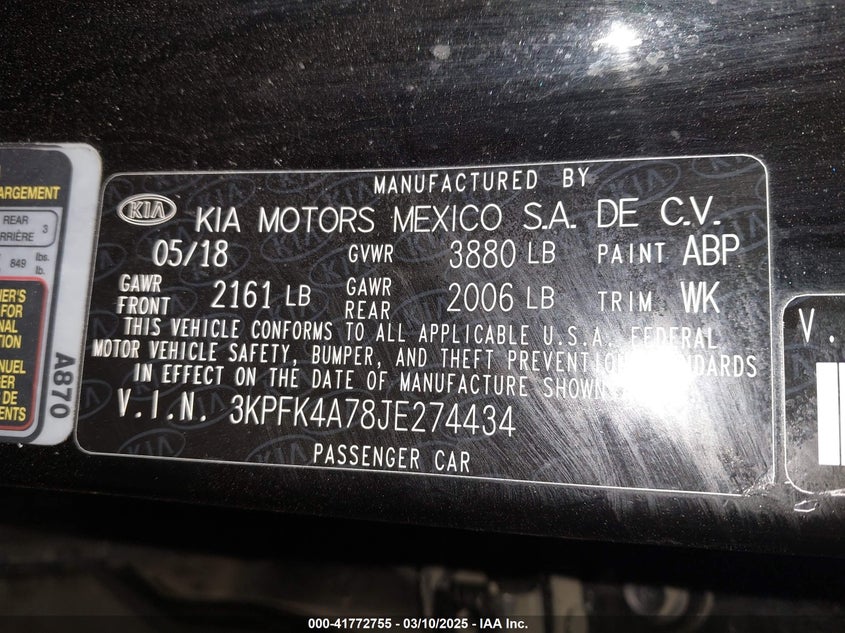 ARGEMENT
REAR 3
849 lbs.
lb.
A870
MANUFACTURED BY
KIA KIA MOTORS MEXICO S.A. DE C.V.
05/18 GVWR 3880 LB PAINT ABP
GAWR FRONT 2161 LB GAWR REAR 2006 LB TRIM WK
THIS VEHICLE CONFORMS TO ALL APPLICABLE U.S.A. FEDERAL
MOTOR VEHICLE SAFETY, BUMPER, AND THEFT PREVENTION STANDARDS
IN EFFECT ON THE DATE OF MANUFACTURE SHOWN
V.I.N. 3KPFK4A78JE274434
PASSENGER CAR
V.
000-41772755 — 03/10/2025 — IAA Inc.